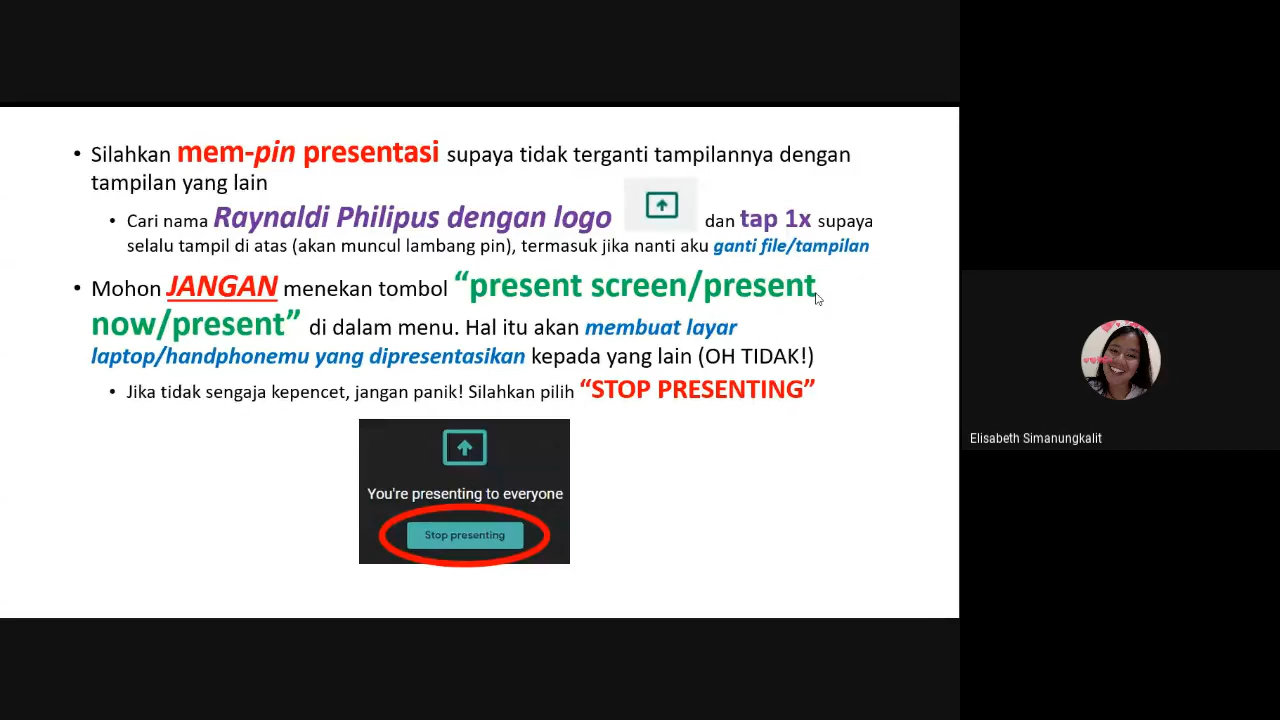 • Silahkan mem-pin presentasi supaya tidak terganti tampilannya dengan
tampilan yang lain
• Cari nama Raynaldi Philipus dengan logo dan tap 1x supaya
selalu tampil di atas (akan muncul lambang pin), termasuk jika nanti aku ganti file/tampilan
• Mohon JANGAN menekan tombol “present screen/present
now/present” di dalam menu. Hal itu akan membuat layar
laptop/handphonemu yang dipresentasikan kepada yang lain (OH TIDAK!)
• Jika tidak sengaja kepencet, jangan panik! Silahkan pilih “STOP PRESENTING”
You're presenting to everyone
Stop presenting
Elisabeth Simanungkalit